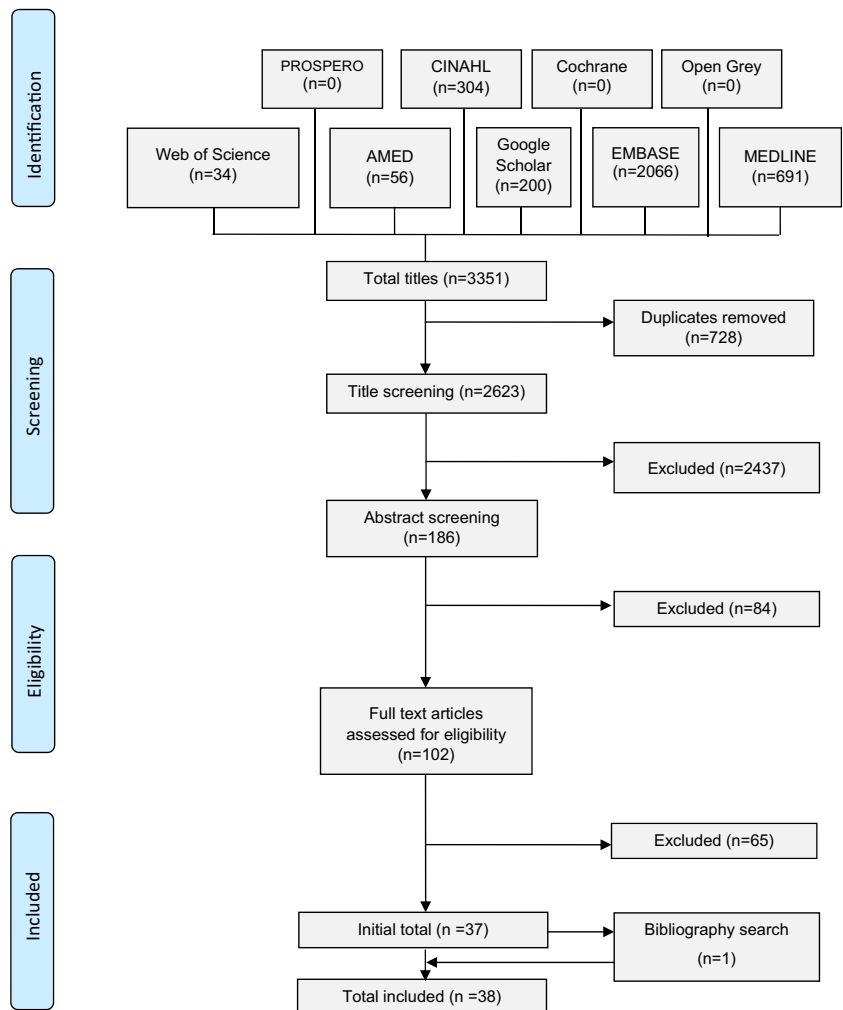 Identification
PROSPERO
(n=0)
CINAHL
(n=304)
Cochrane
(n=0)
Open Grey
(n=0)
Web of Science
(n=34)
AMED
(n=56)
Google
Scholar
(n=200)
EMBASE
(n=2066)
MEDLINE
(n=691)
Screening
Total titles (n=3351)
Duplicates removed
(n=728)
Title screening (n=2623)
Excluded (n=2437)
Abstract screening
(n=186)
Eligibility
Excluded (n=84)
Full text articles
assessed for eligibility
(n=102)
Included
Excluded (n=65)
Initial total (n =37)
Bibliography search
(n=1)
Total included (n =38)